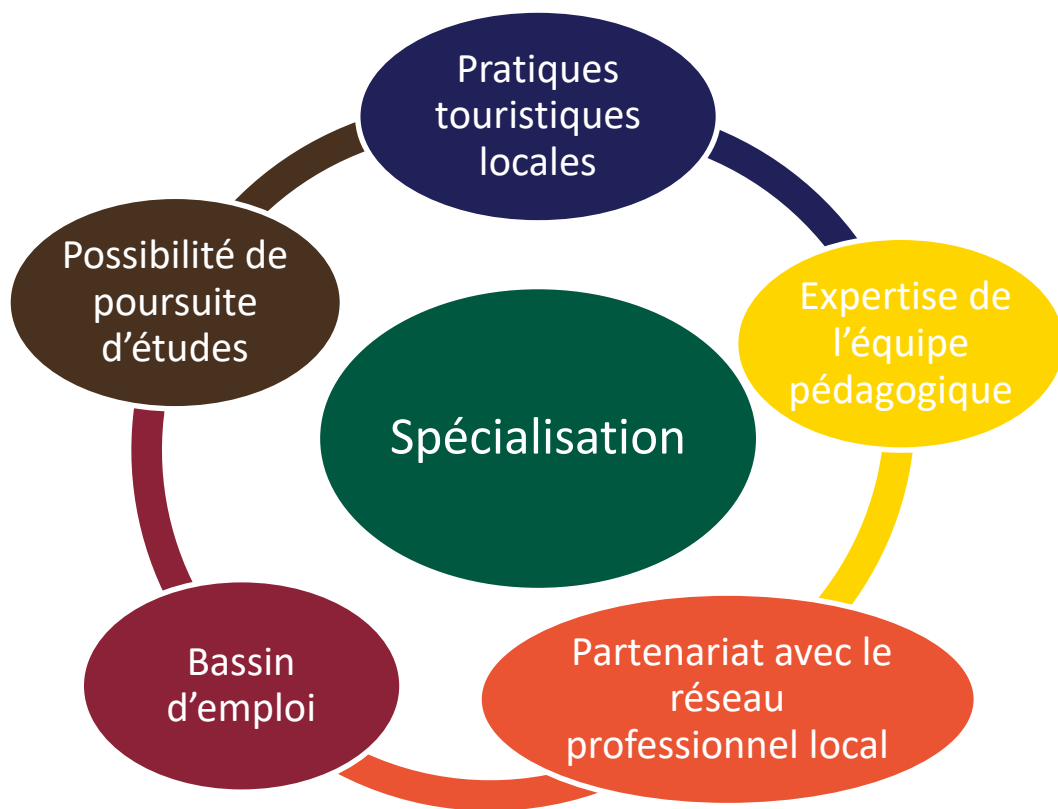 Pratiques
touristiques
locales
Expertise de
l’équipe
pédagogique
Partenariat avec le
réseau
professionnel local
Bassin
d’emploi
Possibilité de
poursuite
d’études
Spécialisation